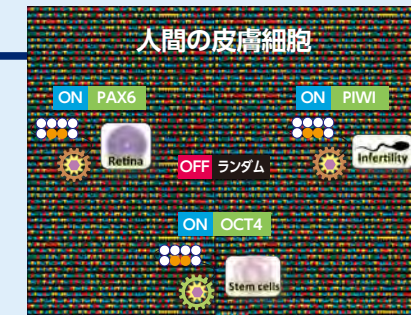 人間の皮膚細胞
ON PAX6
ON PIWI
Retina
Infertility
OFF ランダム
ON OCT4
Stem cells